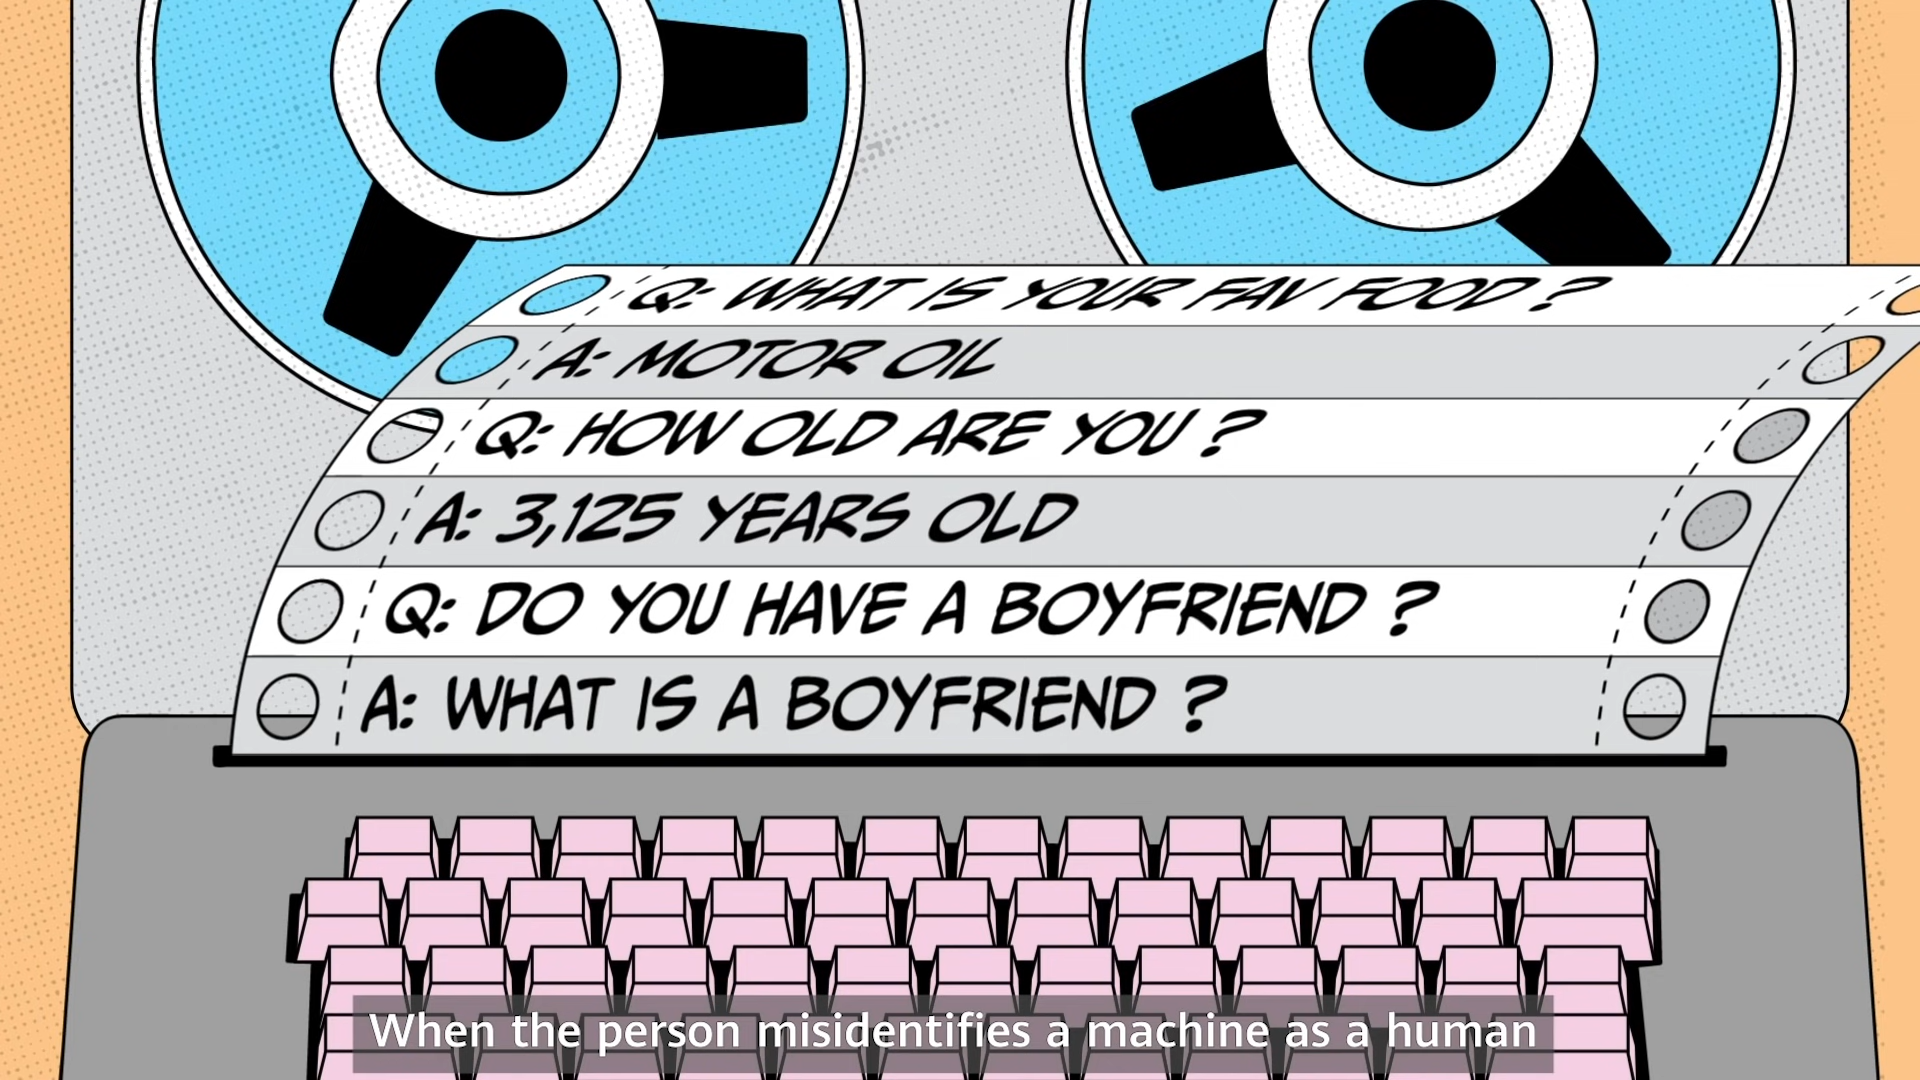 Q: WHAT IS YOUR FAV FOOD ?
A: MOTOR OIL
Q: HOW OLD ARE YOU ?
A: 3,125 YEARS OLD
Q: DO YOU HAVE A BOYFRIEND ?
A: WHAT IS A BOYFRIEND ?
When the person misidentifies a machine as a human